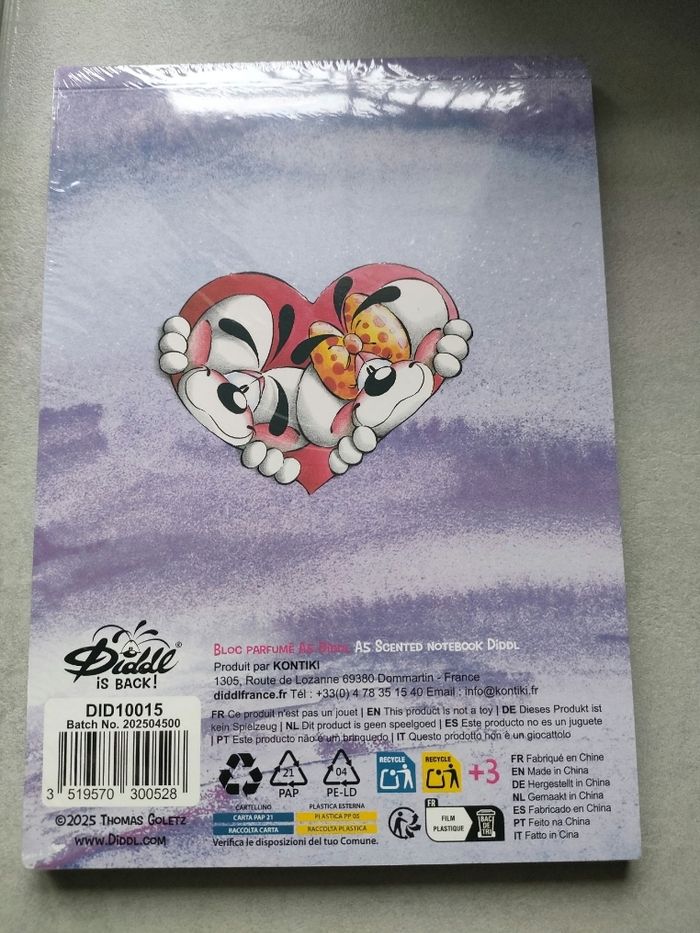 Diddl®
IS BACK!
DID10015
Batch No. 202504500
3 519570 300528
©2025 THOMAS GOLETZ
WWW.DIDDL.COM
BLOC PARFUMÉ A5 DIDDL A5 SCENTED NOTEBOOK DIDDL
Produit par KONTIKI
1305, Route de Lozanne 69380 Dommartin - France
diddlfrance.fr Tél : +33(0) 4 78 35 15 40 Email : info@kontiki.fr
FR Ce produit n'est pas un jouet | EN This product is not a toy | DE Dieses Produkt ist
kein Spielzeug | NL Dit product is geen speelgoed | ES Este producto no es un juguete
| PT Este producto não é um brinquedo | IT Questo prodotto non è un giocattolo
21
PAP
04
PE-LD
RECYCLE
RECYCLE
+3
FR Fabriqué en Chine
EN Made in China
DE Hergestellt in China
NL Gemaakt in China
ES Fabricado en China
PT Feito na China
IT Fatto in Cina
CARTELLINO
CARTA PAP 21
RACCOLTA CARTA
PLASTICA ESTERNA
PLASTICA PP 05
RACCOLTA PLASTICA
Verifica le disposizioni del tuo Comune.
FR
FILM
PLASTIQUE
BAC
DE
TRI